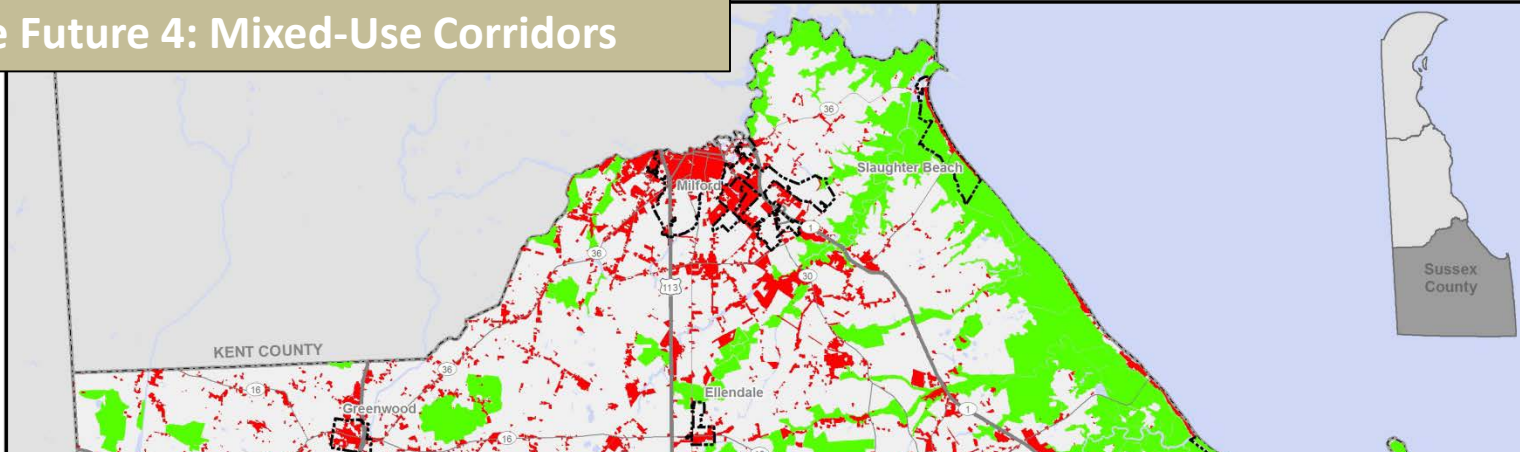 e Future 4: Mixed-Use Corridors
36
Slaughter Beach
Milford
1
36
30
113
Sussex
County
KENT COUNTY
36
16
Ellendale
Greenwood
1
16